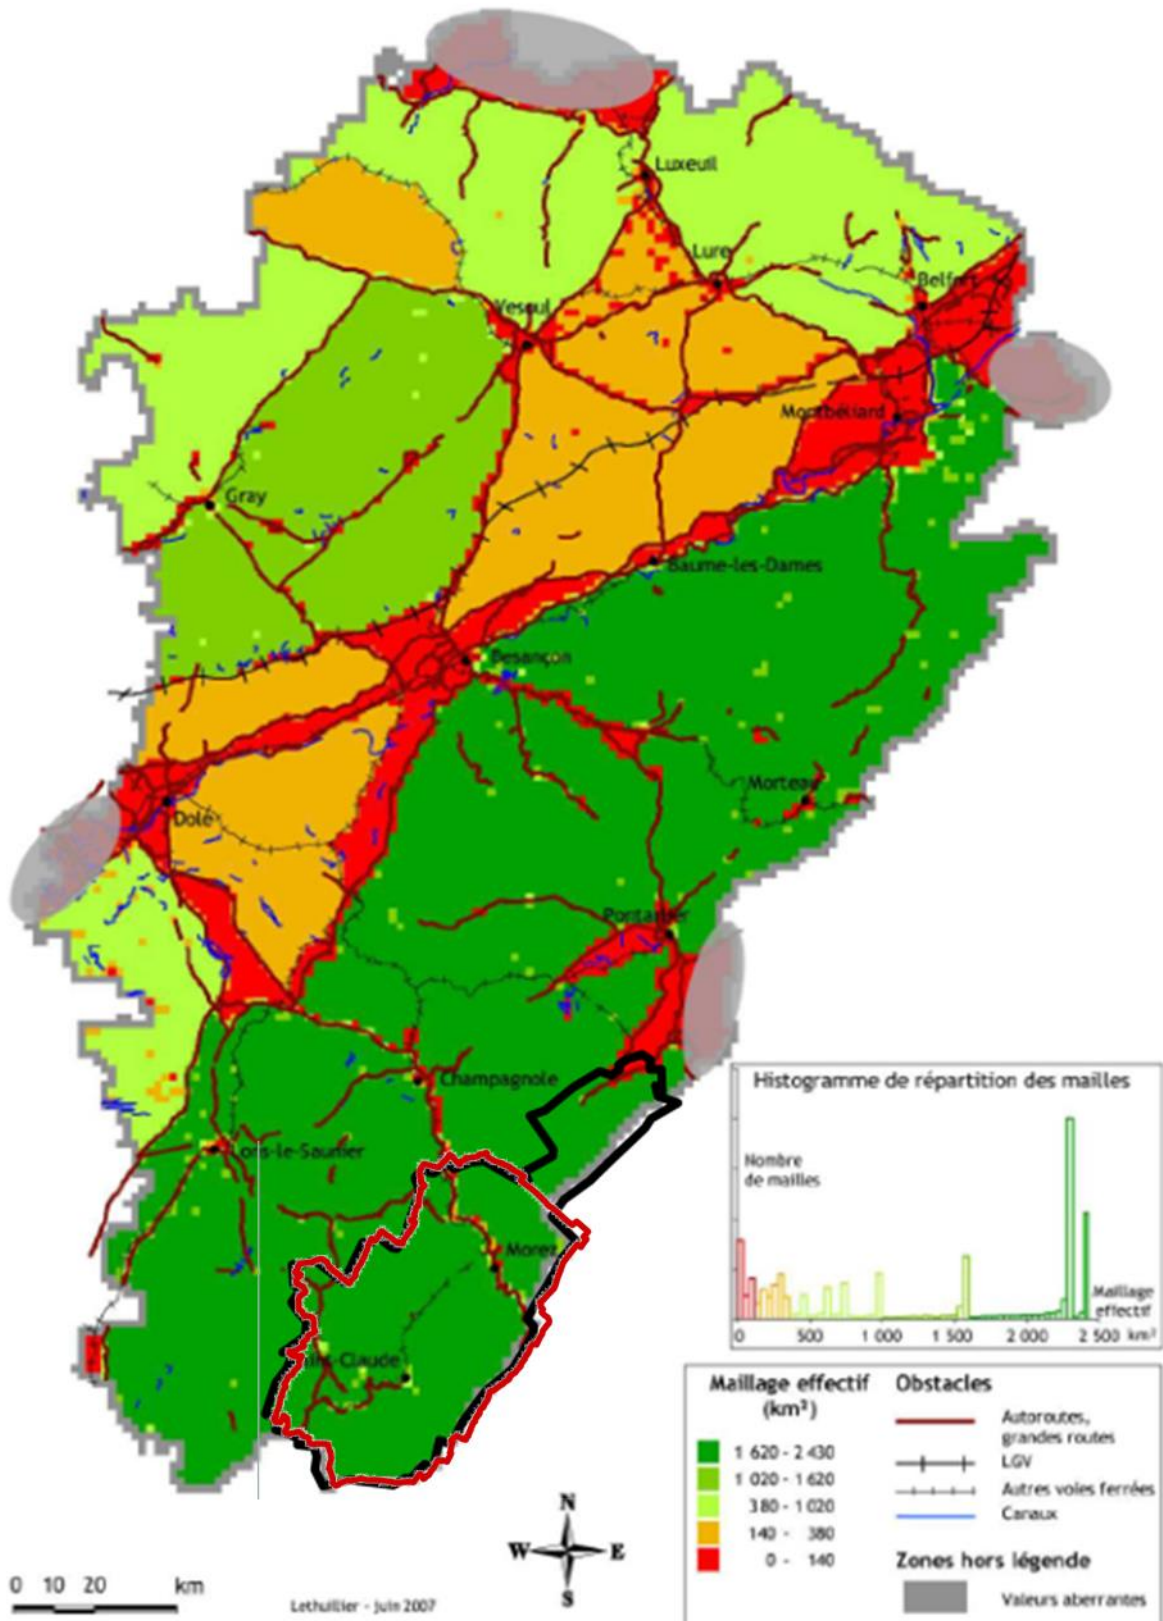 Luxeuil
Lure
Belfort
Vesoul
Montbéliard
Gray
Baume-les-Dames
Besançon
Morteau
Dole
Pontarlier
Champagnole
Lons-le-Saunier
Morez
Saint-Claude
Histogramme de répartition des mailles
Nombre
de mailles
Maillage
effectif
0 500 1 000 1 500 2 000 2 500 km²
Maillage effectif
(km²)
1 620 - 2 430
1 020 - 1 620
380 - 1 020
140 - 380
0 - 140
Obstacles
Autoroutes,
grandes routes
LGV
Autres voies ferrées
Canaux
Zones hors légende
Valeurs aberrantes
N
W E
S
0 10 20 km
Lethuillier - juin 2007